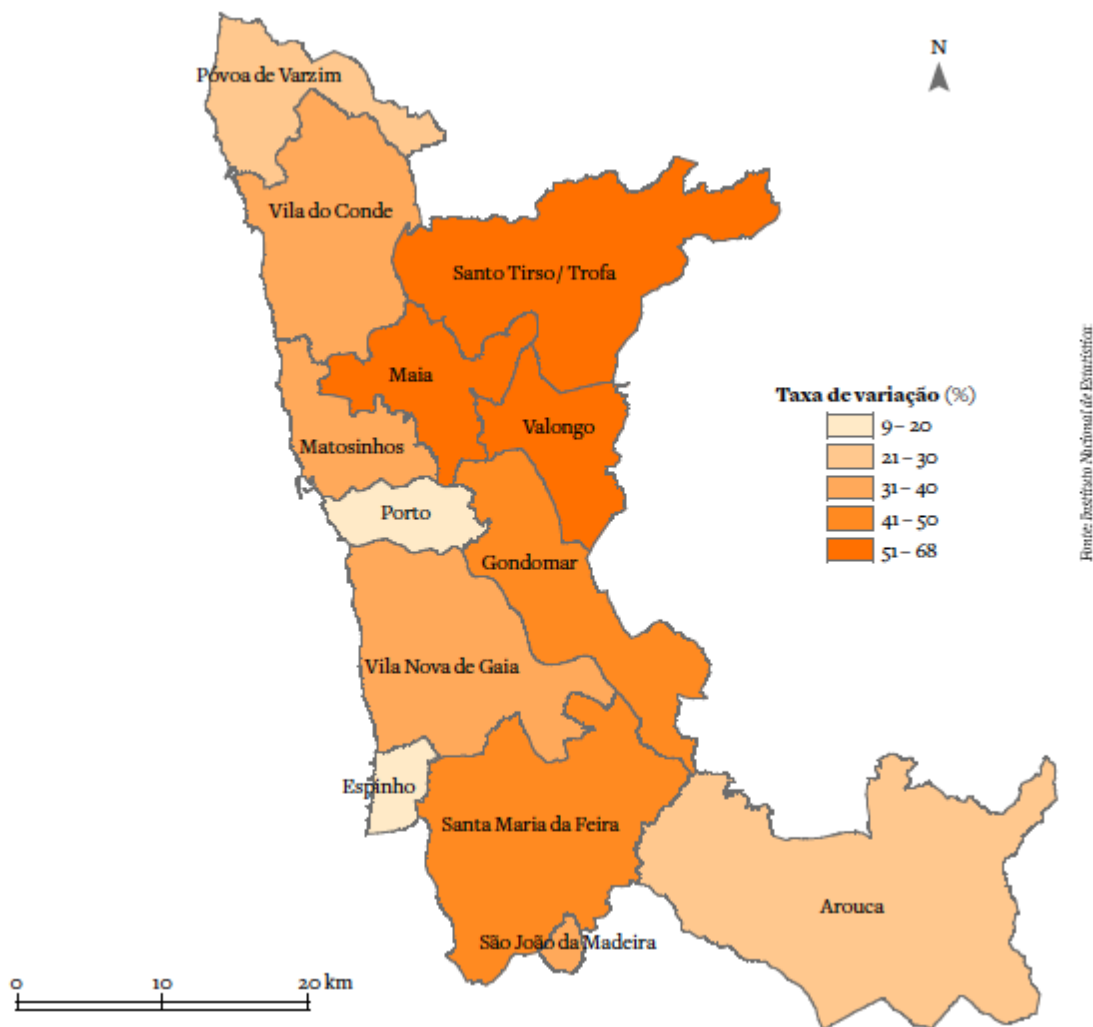 N
Póvoa de Varzim
Vila do Conde
Santo Tirso / Trofa
Maia
Valongo
Matosinhos
Porto
Gondomar
Vila Nova de Gaia
Espinho
Santa Maria da Feira
Arouca
São João da Madeira
Taxa de variação (%)
9 – 20
21 – 30
31 – 40
41 – 50
51 – 68
Fonte: Instituto Nacional de Estatística
0 10 20 km